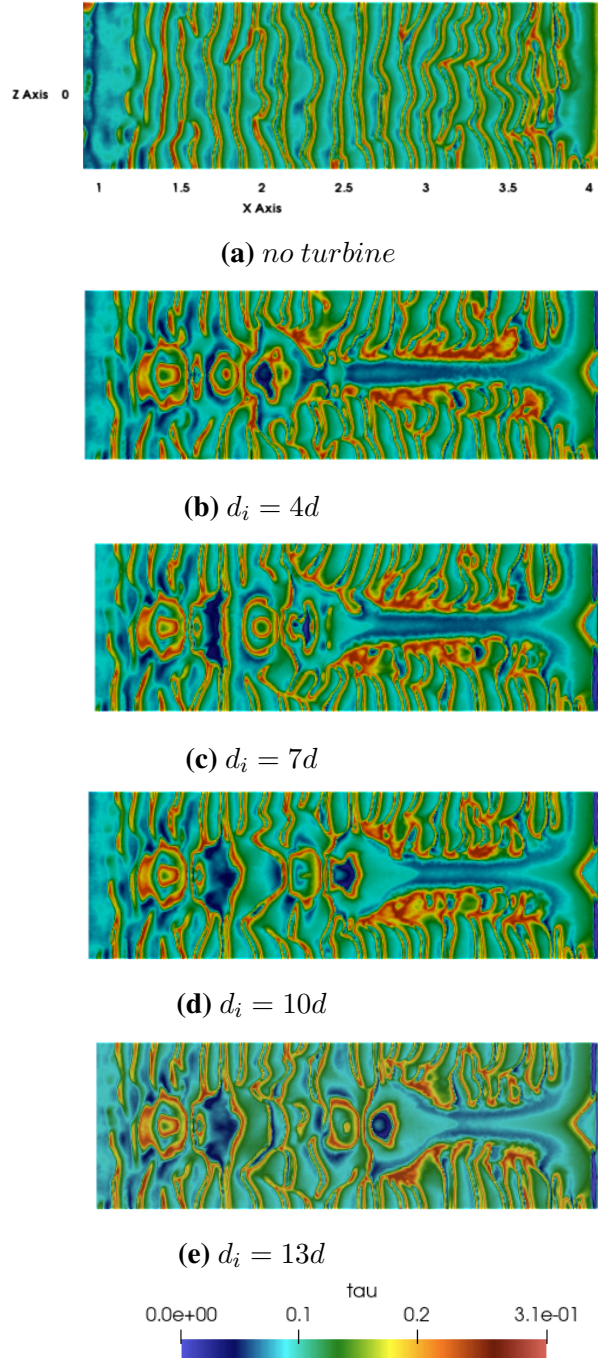 Z Axis 0
1 1.5 2 2.5 3 3.5 4
X Axis
(a) no turbine
(b) d_i = 4d
(c) d_i = 7d
(d) d_i = 10d
(e) d_i = 13d
tau
0.0e+00 0.1 0.2 3.1e-01